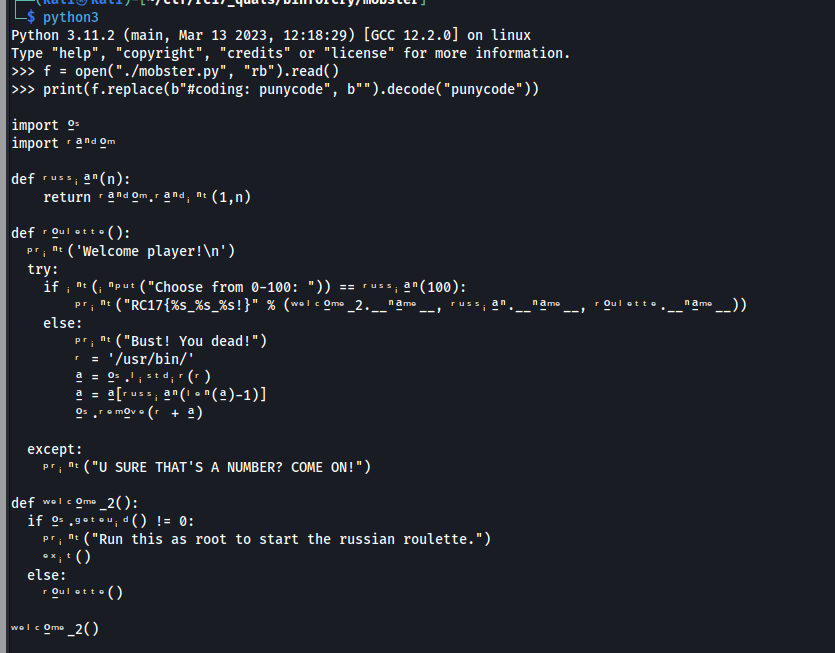 (kali㉿kali)-[~/ctf/rc17_quals/binforcry/mobster]
└─$ python3
Python 3.11.2 (main, Mar 13 2023, 12:18:29) [GCC 12.2.0] on linux
Type "help", "copyright", "credits" or "license" for more information.
>>> f = open("./mobster.py", "rb").read()
>>> print(f.replace(b"#coding: punycode", b"").decode("punycode"))
import ºˢ
import ʳªⁿᵈºᵐ
def ʳᵘˢˢᵢªⁿ(n):
return ʳªⁿᵈºᵐ.ʳªⁿᵈᵢⁿᵗ(1,n)
def ʳºᵘˡᵉᵗᵗᵉ():
ᵖʳᵢⁿᵗ('Welcome player!\n')
try:
if ᵢⁿᵗ(ᵢⁿᵖᵘᵗ("Choose from 0-100: ")) == ʳᵘˢˢᵢªⁿ(100):
ᵖʳᵢⁿᵗ("RC17{%s_%s_%s!}" % (ʷᵉˡᶜºᵐᵉ_2.__ⁿªᵐᵉ__, ʳᵘˢˢᵢªⁿ.__ⁿªᵐᵉ__, ʳºᵘˡᵉᵗᵗᵉ.__ⁿªᵐᵉ__))
else:
ᵖʳᵢⁿᵗ("Bust! You dead!")
ʳ = '/usr/bin/'
ª = ºˢ.ˡᵢˢᵗᵈᵢʳ(ʳ)
ª = ª[ʳᵘˢˢᵢªⁿ(ˡᵉⁿ(ª)-1)]
ºˢ.ʳᵉᵐºᵛᵉ(ʳ + ª)
except:
ᵖʳᵢⁿᵗ("U SURE THAT'S A NUMBER? COME ON!")
def ʷᵉˡᶜºᵐᵉ_2():
if ºˢ.ᵍᵉᵗᵉᵘᵢᵈ() != 0:
ᵖʳᵢⁿᵗ("Run this as root to start the russian roulette.")
ᵉˣᵢᵗ()
else:
ʳºᵘˡᵉᵗᵗᵉ()
ʷᵉˡᶜºᵐᵉ_2()